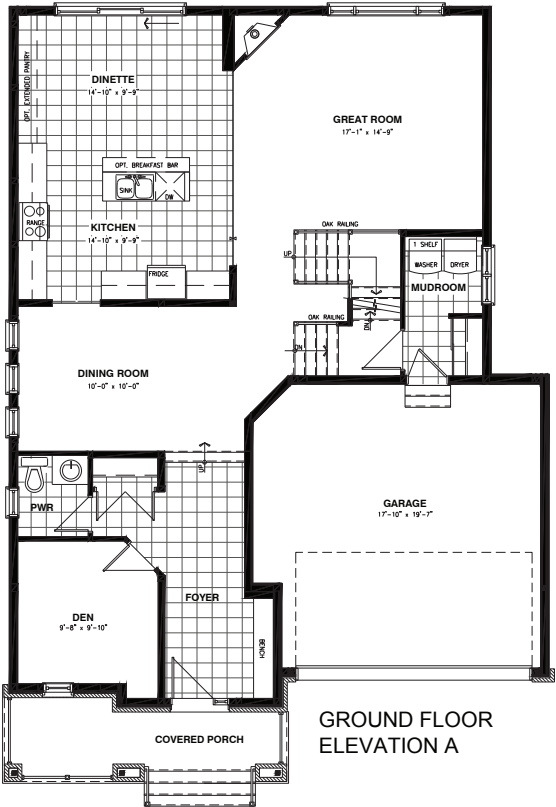 DINETTE
14'-10" x 9'-9"
OPT. EXTENDED PANTRY
GREAT ROOM
17'-1" x 14'-9"
OPT. BREAKFAST BAR
SINK
DW
RANGE
KITCHEN
14'-10" x 9'-9"
FRIDGE
OAK RAILING
UP
1 SHELF
WASHER
DRYER
MUDROOM
OAK RAILING
DN
DN
DINING ROOM
10'-0" x 10'-0"
UP
PWR
GARAGE
17'-10" x 19'-7"
FOYER
DEN
9'-8" x 9'-10"
BENCH
COVERED PORCH
GROUND FLOOR
ELEVATION A